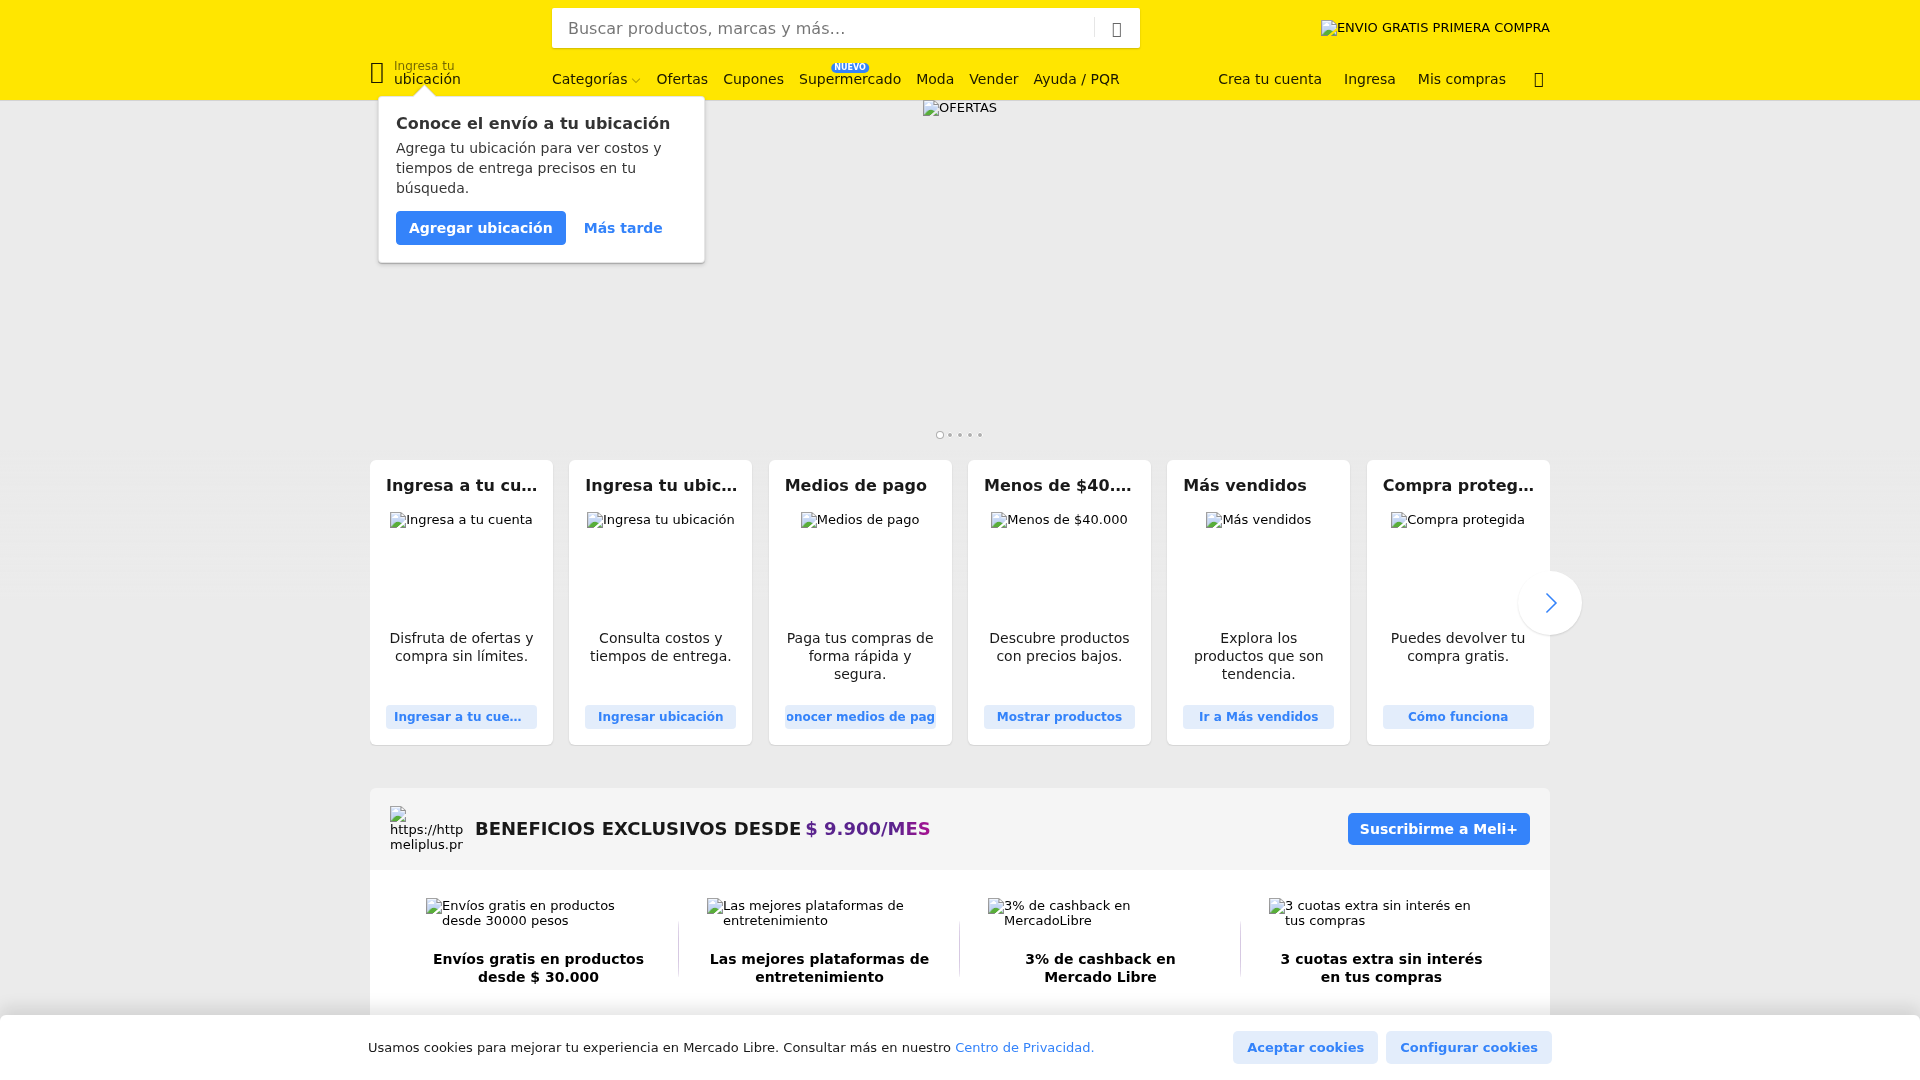 Buscar productos, marcas y más...
ENVIO GRATIS PRIMERA COMPRA
Ingresa tu
ubicación
Categorías
Ofertas
Cupones
NUEVO
Supermercado
Moda
Vender
Ayuda / PQR
Crea tu cuenta
Ingresa
Mis compras
OFERTAS
Conoce el envío a tu ubicación
Agrega tu ubicación para ver costos y
tiempos de entrega precisos en tu
búsqueda.
Agregar ubicación
Más tarde
Ingresa a tu cu...
Ingresa a tu cuenta
Disfruta de ofertas y
compra sin límites.
Ingresar a tu cue...
Ingresa tu ubic...
Ingresa tu ubicación
Consulta costos y
tiempos de entrega.
Ingresar ubicación
Medios de pago
Medios de pago
Paga tus compras de
forma rápida y
segura.
onocer medios de pag
Menos de $40....
Menos de $40.000
Descubre productos
con precios bajos.
Mostrar productos
Más vendidos
Más vendidos
Explora los
productos que son
tendencia.
Ir a Más vendidos
Compra proteg...
Compra protegida
Puedes devolver tu
compra gratis.
Cómo funciona
https://http
meliplus.pr
BENEFICIOS EXCLUSIVOS DESDE $ 9.900/MES
Suscribirme a Meli+
Envíos gratis en productos
desde 30000 pesos
Envíos gratis en productos
desde $ 30.000
Las mejores plataformas de
entretenimiento
Las mejores plataformas de
entretenimiento
3% de cashback en
MercadoLibre
3% de cashback en
Mercado Libre
3 cuotas extra sin interés en
tus compras
3 cuotas extra sin interés
en tus compras
Usamos cookies para mejorar tu experiencia en Mercado Libre. Consultar más en nuestro Centro de Privacidad.
Aceptar cookies
Configurar cookies